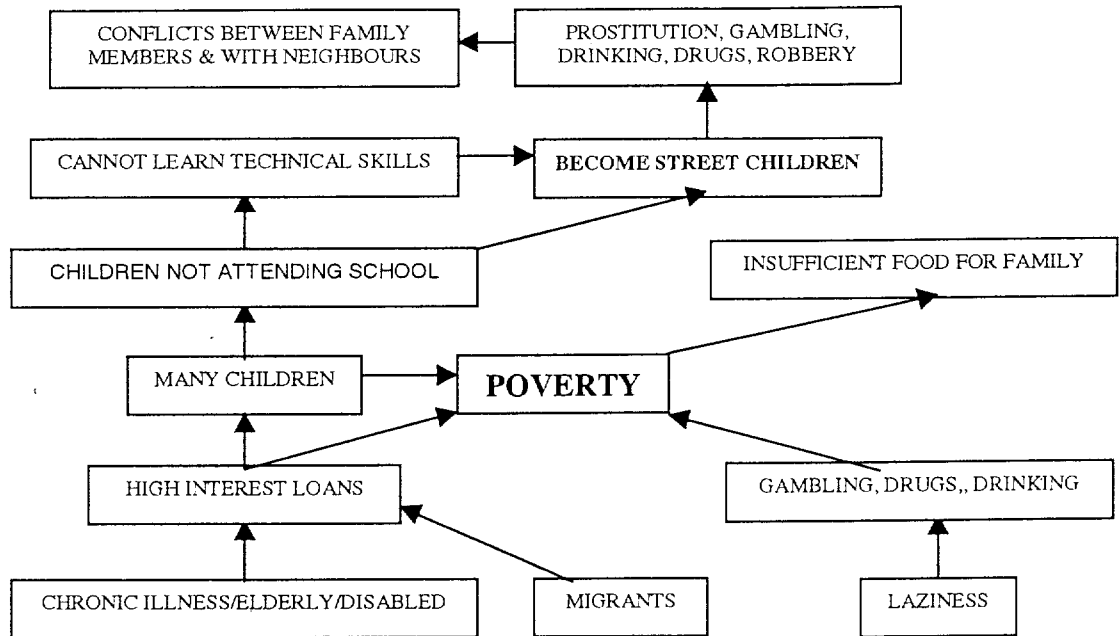 CONFLICTS BETWEEN FAMILY
MEMBERS & WITH NEIGHBOURS
PROSTITUTION, GAMBLING,
DRINKING, DRUGS, ROBBERY
CANNOT LEARN TECHNICAL SKILLS
BECOME STREET CHILDREN
CHILDREN NOT ATTENDING SCHOOL
INSUFFICIENT FOOD FOR FAMILY
MANY CHILDREN
POVERTY
HIGH INTEREST LOANS
GAMBLING, DRUGS,, DRINKING
CHRONIC ILLNESS/ELDERLY/DISABLED
MIGRANTS
LAZINESS